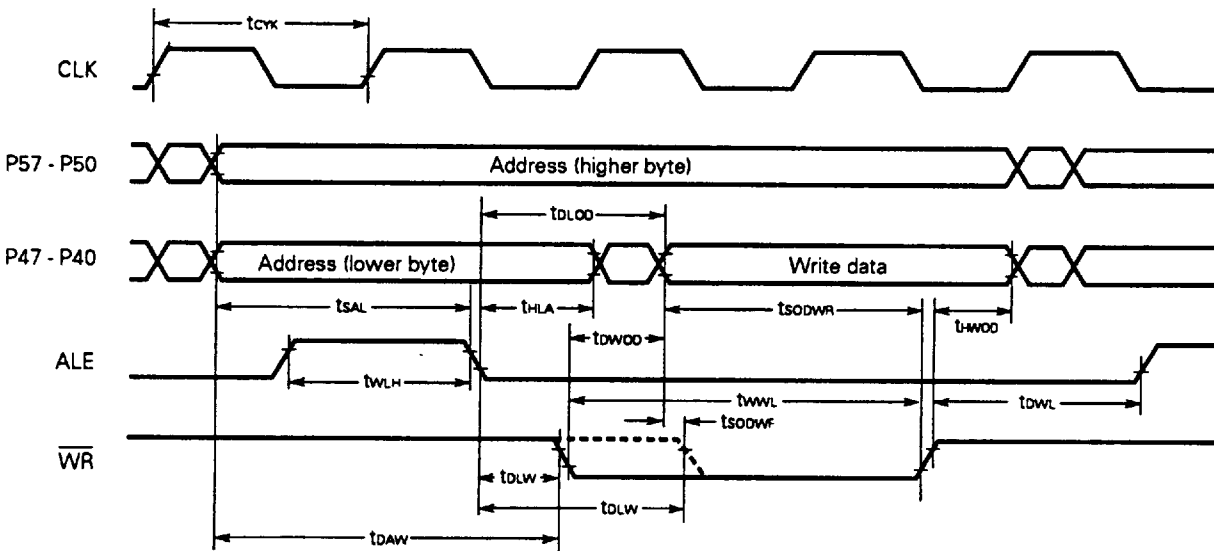 tCYK
CLK
P57 - P50
Address (higher byte)
tDLOD
P47 - P40
Address (lower byte)
Write data
tSAL
tHLA
tSODWR
tHWOD
tDWOD
ALE
tWLH
tWWL
tDWL
tSODWF
WR
tDLW
tDLW
tDAW